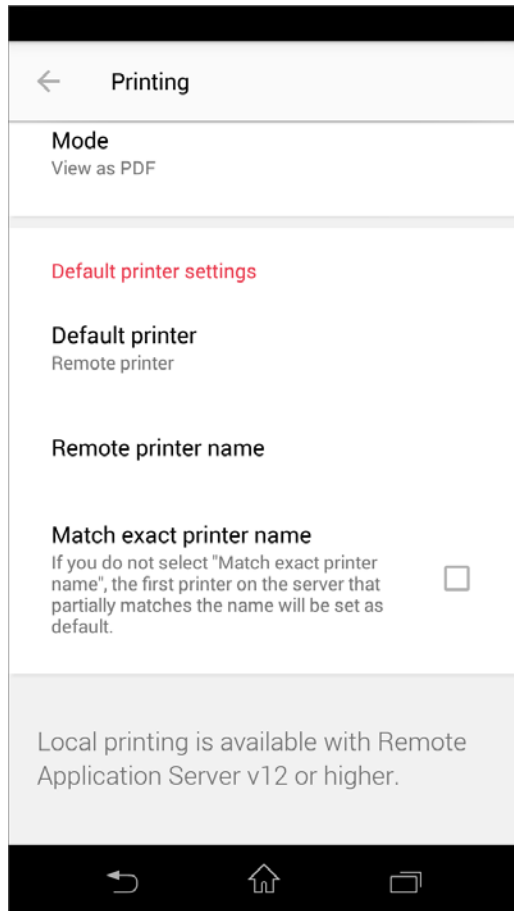 Printing
Mode
View as PDF
Default printer settings
Default printer
Remote printer
Remote printer name
Match exact printer name
If you do not select "Match exact printer
name", the first printer on the server that
partially matches the name will be set as
default.
Local printing is available with Remote
Application Server v12 or higher.